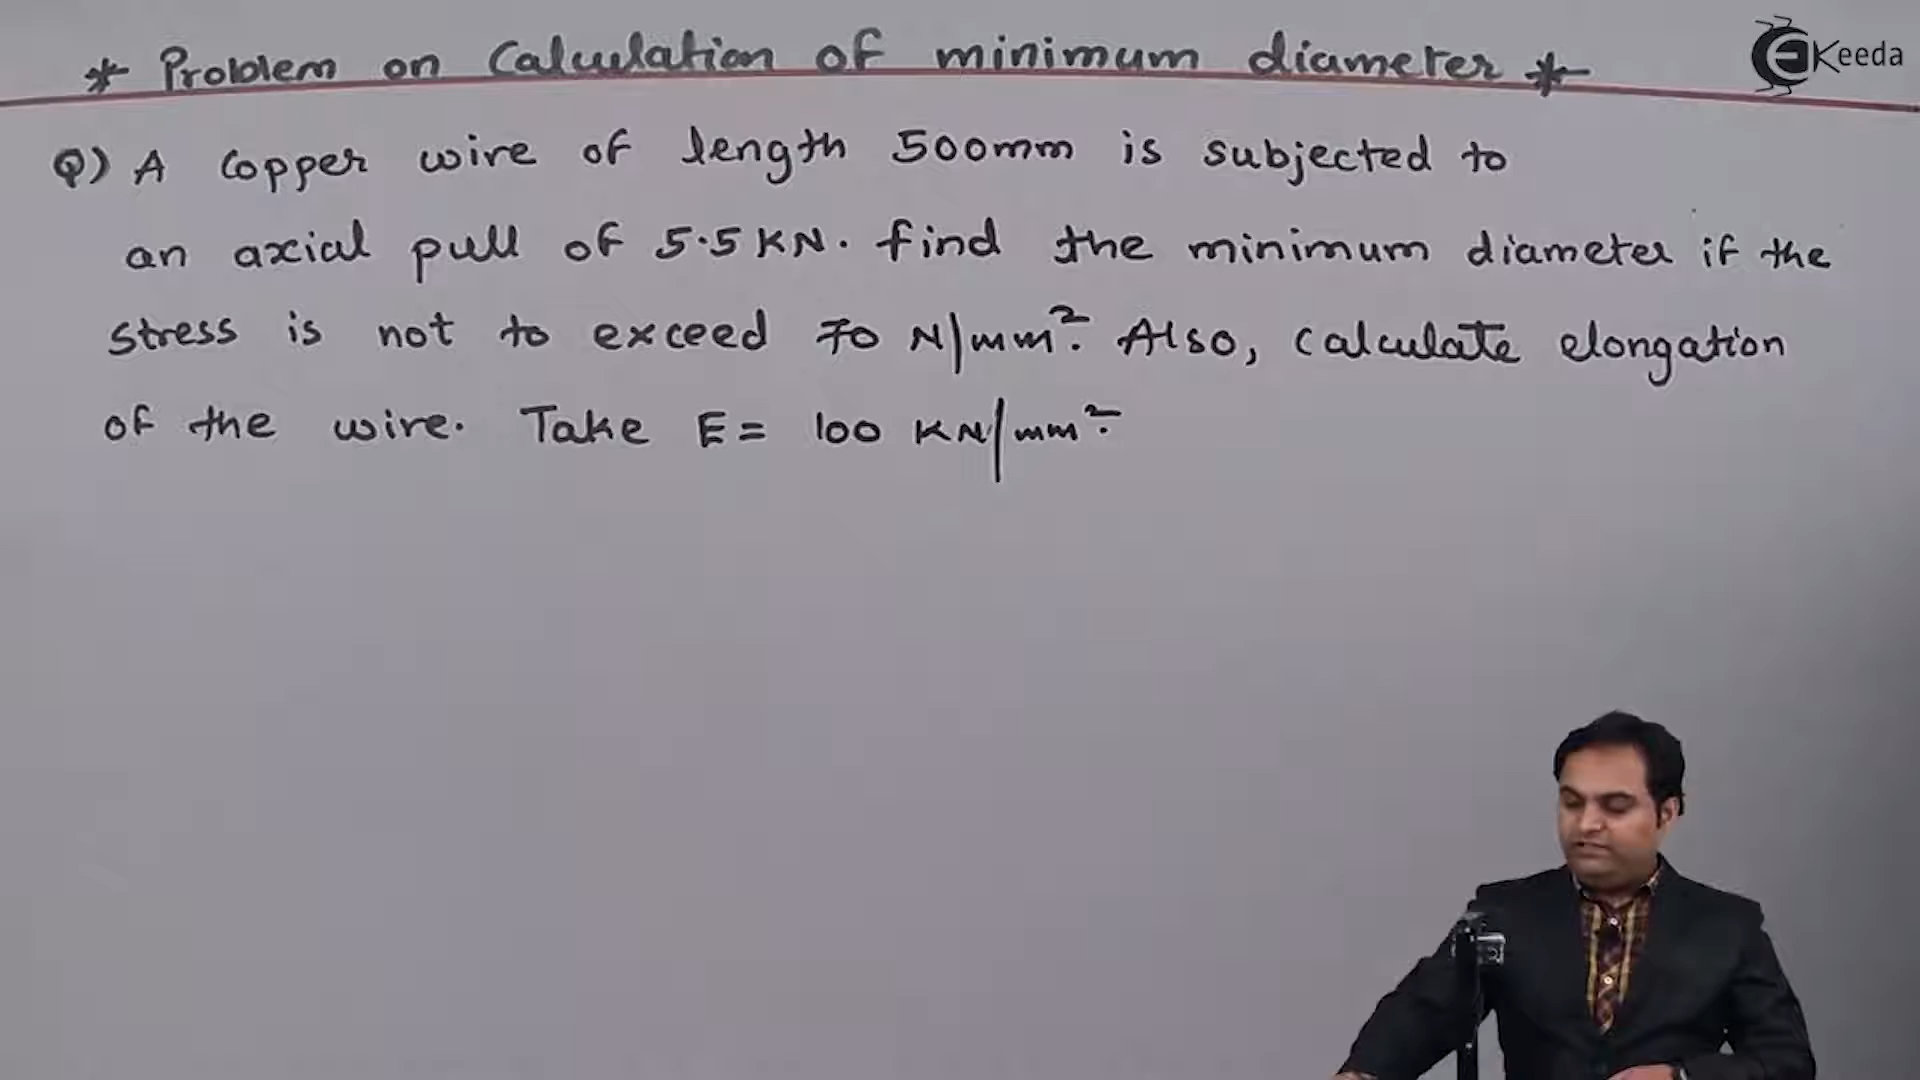 * Problem on Calculation of minimum diameter *
EKeeda
Q) A Copper wire of length 500mm is subjected to
an axial pull of 5.5 KN. find the minimum diameter if the
stress is not to exceed 70 N/mm². Also, Calculate elongation
of the wire. Take E = 100 KN/mm².